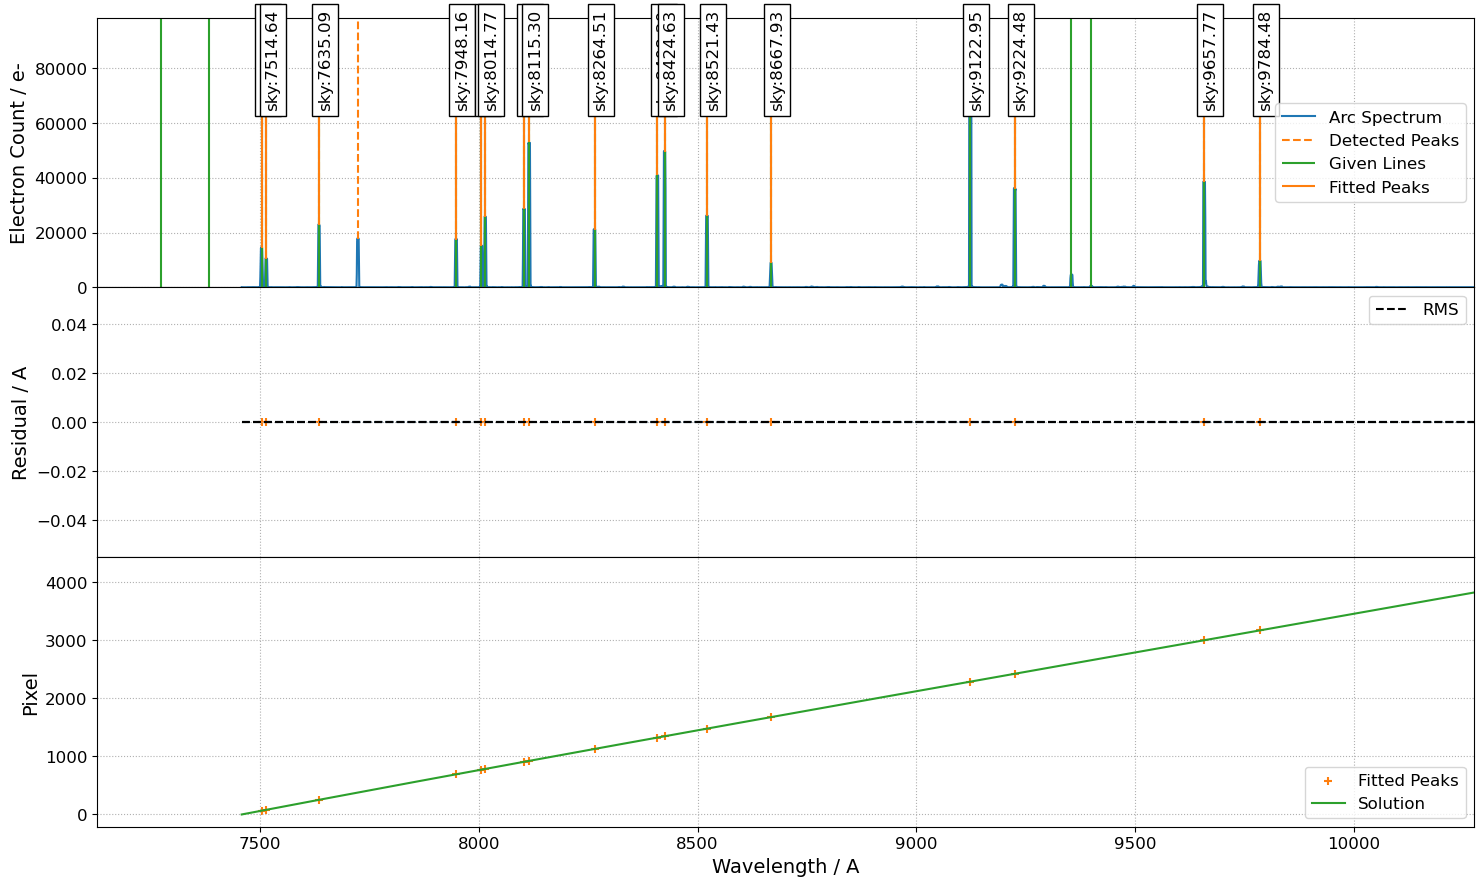 sky:7514.64
sky:7635.09
sky:7948.16
sky:8014.77
sky:8115.30
sky:8264.51
sky:8424.63
sky:8521.43
sky:8667.93
sky:9122.95
sky:9224.48
sky:9657.77
sky:9784.48
Electron Count / e-
80000
60000
40000
20000
0
Arc Spectrum
Detected Peaks
Given Lines
Fitted Peaks
Residual / A
0.04
0.02
0.00
−0.02
−0.04
RMS
Pixel
4000
3000
2000
1000
0
Fitted Peaks
Solution
7500
8000
8500
9000
9500
10000
Wavelength / A